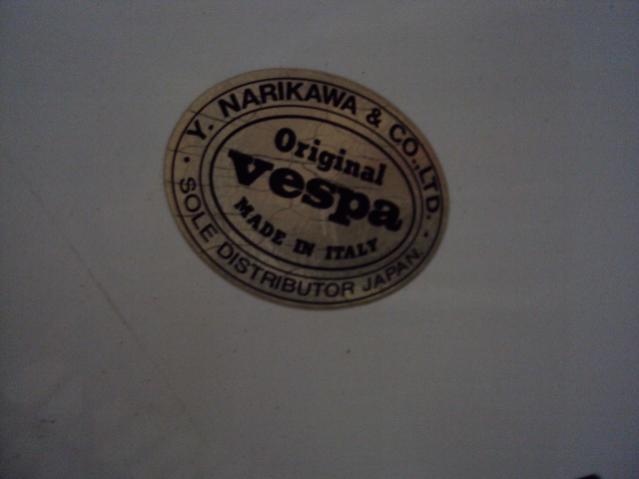 Y. NARIKAWA & CO.,LTD.
Original
vespa
MADE IN ITALY
SOLE DISTRIBUTOR JAPAN.